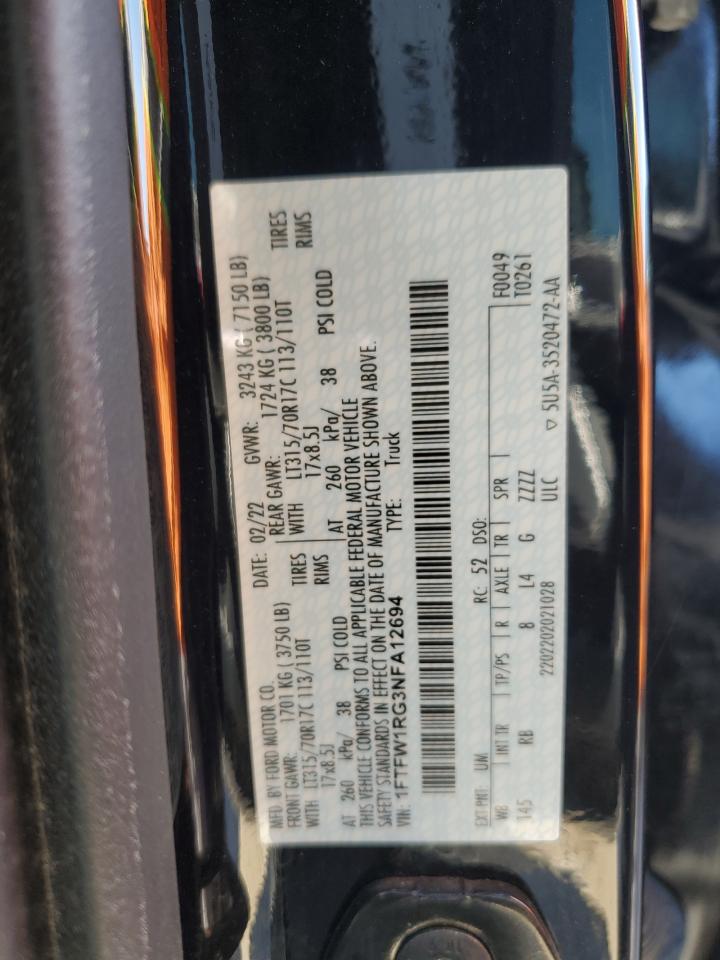 MFD. BY FORD MOTOR CO. DATE: 02/22 GVWR: 3243 KG ( 7150 LB)
FRONT GAWR: 1701 KG ( 3750 LB) REAR GAWR: 1724 KG ( 3800 LB)
WITH LT315/70R17C 113/110T TIRES WITH LT315/70R17C 113/110T TIRES
17x8.5J RIMS 17x8.5J RIMS
AT 260 kPa/ 38 PSI COLD AT 260 kPa/ 38 PSI COLD
THIS VEHICLE CONFORMS TO ALL APPLICABLE FEDERAL MOTOR VEHICLE
SAFETY STANDARDS IN EFFECT ON THE DATE OF MANUFACTURE SHOWN ABOVE.
VIN: 1FTFW1RG3NFA12694 TYPE: Truck
EXT PNT: UM RC: 52 DSO: F0049
WB INT TR TP/PS R AXLE TR SPR T0261
145 RB 8 L4 G ZZZZ
2202202021028 ULC 5U5A-3520472-AA